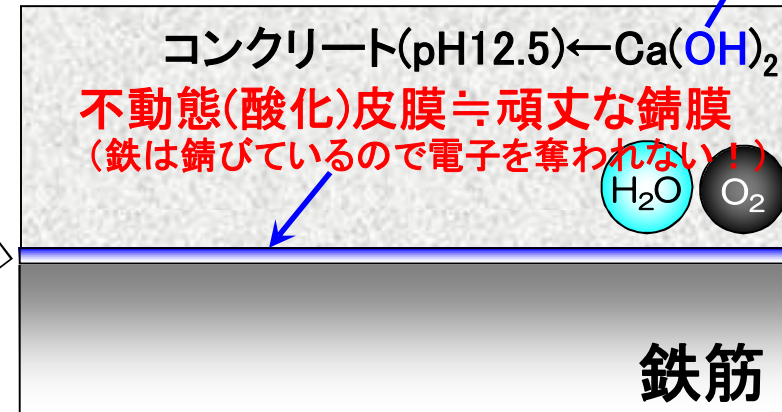 コンクリート(pH12.5)←Ca(OH)₂
不動態(酸化)皮膜≒頑丈な錆膜
（鉄は錆びているので電子を奪われない！）
H₂O O₂
鉄筋